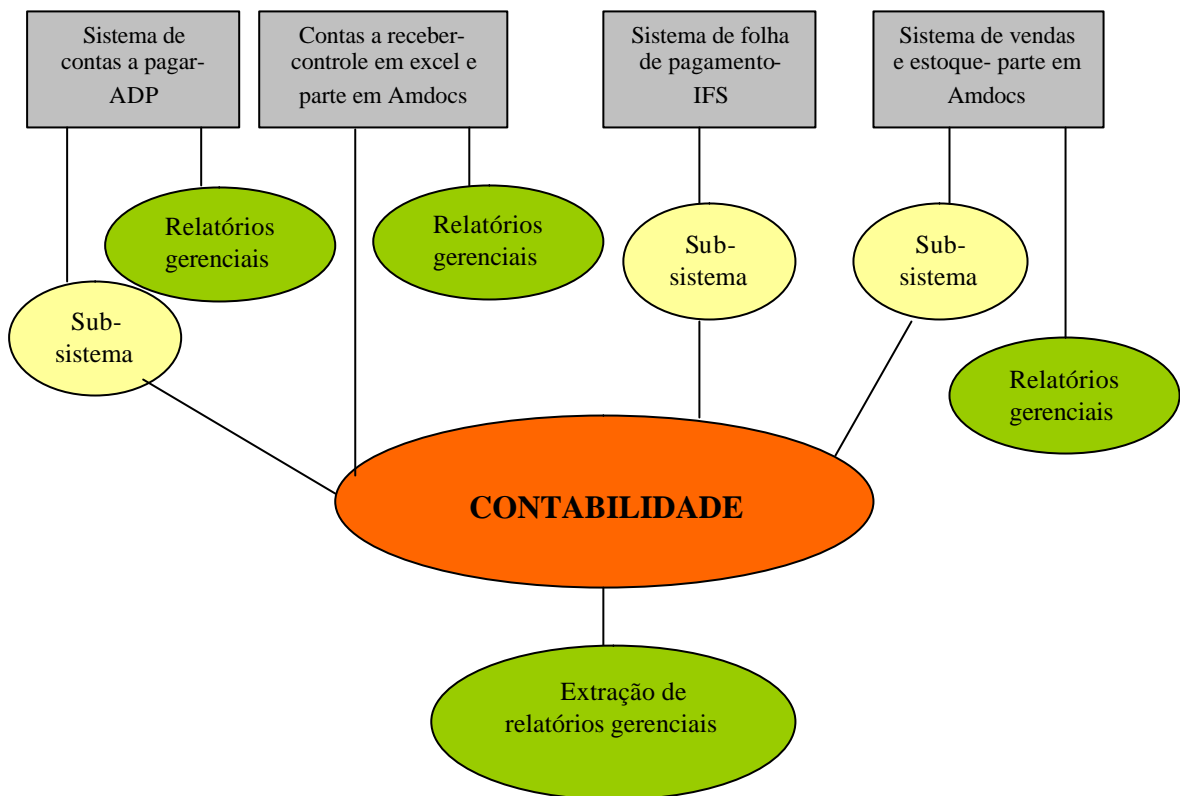 Sistema de
contas a pagar-
ADP
Contas a receber-
controle em excel e
parte em Amdocs
Sistema de folha
de pagamento-
IFS
Sistema de vendas
e estoque- parte em
Amdocs
Relatórios
gerenciais
Relatórios
gerenciais
Sub-
sistema
Sub-
sistema
Sub-
sistema
Relatórios
gerenciais
CONTABILIDADE
Extração de
relatórios gerenciais